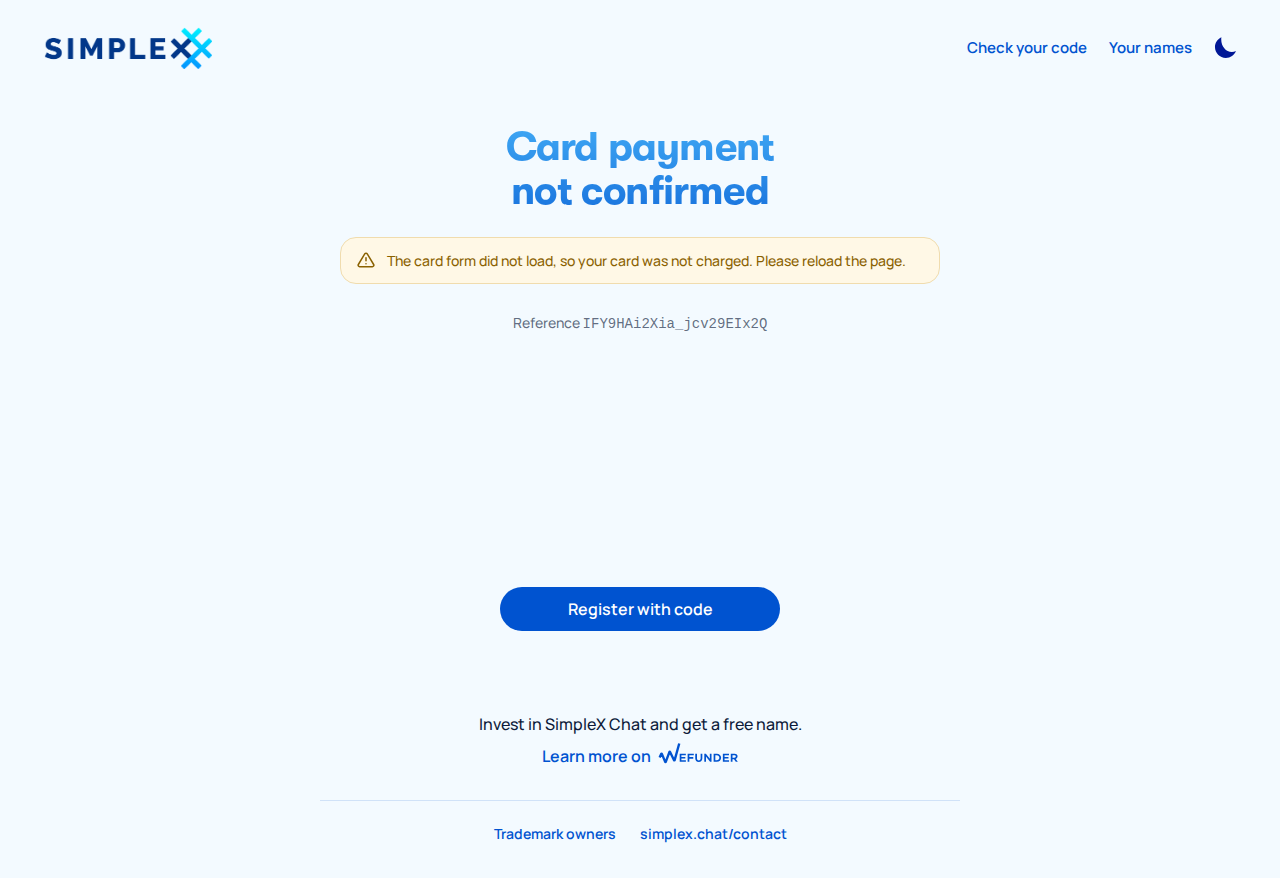 SIMPLEX
Check your code
Your names
Card payment
not confirmed
The card form did not load, so your card was not charged. Please reload the page.
Reference IFY9HAi2Xia_jcv29EIx2Q
Register with code
Invest in SimpleX Chat and get a free name.
Learn more on WEFUNDER
Trademark owners
simplex.chat/contact